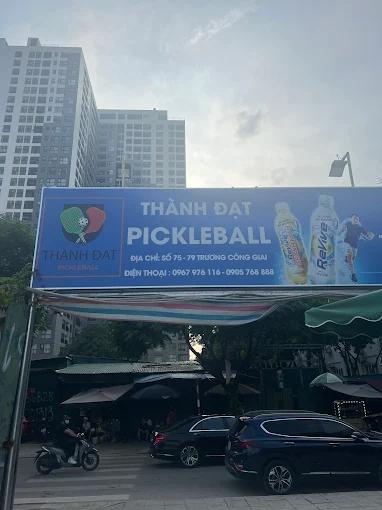 THÀNH ĐẠT
PICKLEBALL
ĐỊA CHỈ: SỐ 75 - 79 TRƯƠNG CÔNG GIAI
ĐIỆN THOẠI : 0967 976 116 - 0905 768 888
THÀNH ĐẠT
PICKLEBALL
Revive